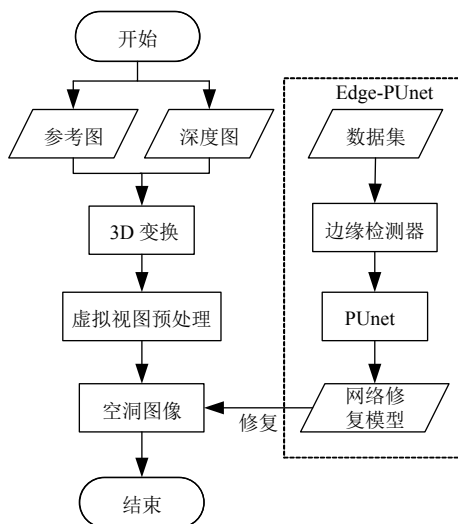 开始
参考图
深度图
3D 变换
虚拟视图预处理
空洞图像
结束
Edge-PUnet
数据集
边缘检测器
PUnet
网络修
复模型
修复